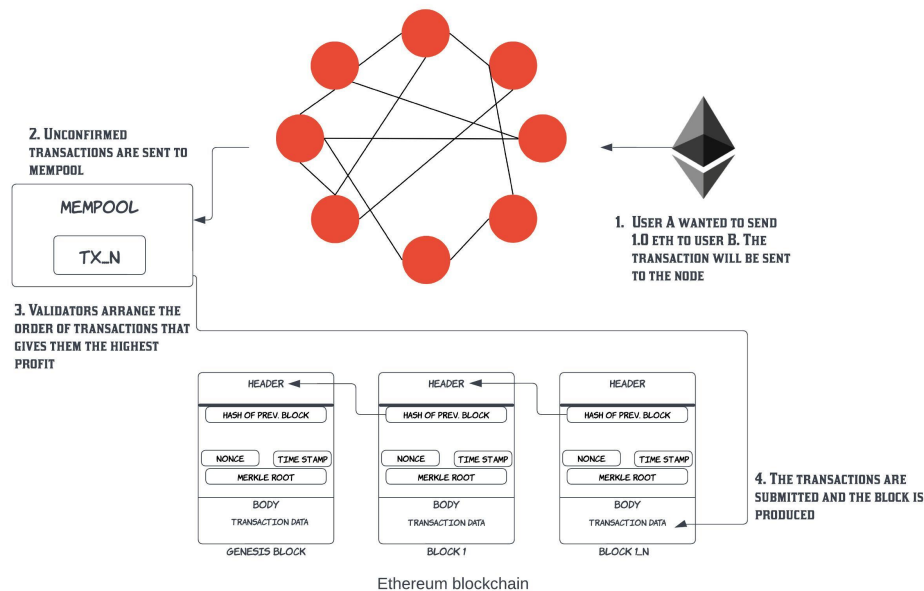 2. Unconfirmed
transactions are sent to
mempool
MEMPOOL
TX_N
1. User A wanted to send
1.0 eth to user B. The
transaction will be sent
to the node
3. Validators arrange the
order of transactions that
gives them the highest
profit
HEADER
HASH OF PREV. BLOCK
NONCE
TIME STAMP
MERKLE ROOT
BODY
TRANSACTION DATA
GENESIS BLOCK
HEADER
HASH OF PREV. BLOCK
NONCE
TIME STAMP
MERKLE ROOT
BODY
TRANSACTION DATA
BLOCK 1
HEADER
HASH OF PREV. BLOCK
NONCE
TIME STAMP
MERKLE ROOT
BODY
TRANSACTION DATA
BLOCK 1_N
4. The transactions are
submitted and the block is
produced
Ethereum blockchain